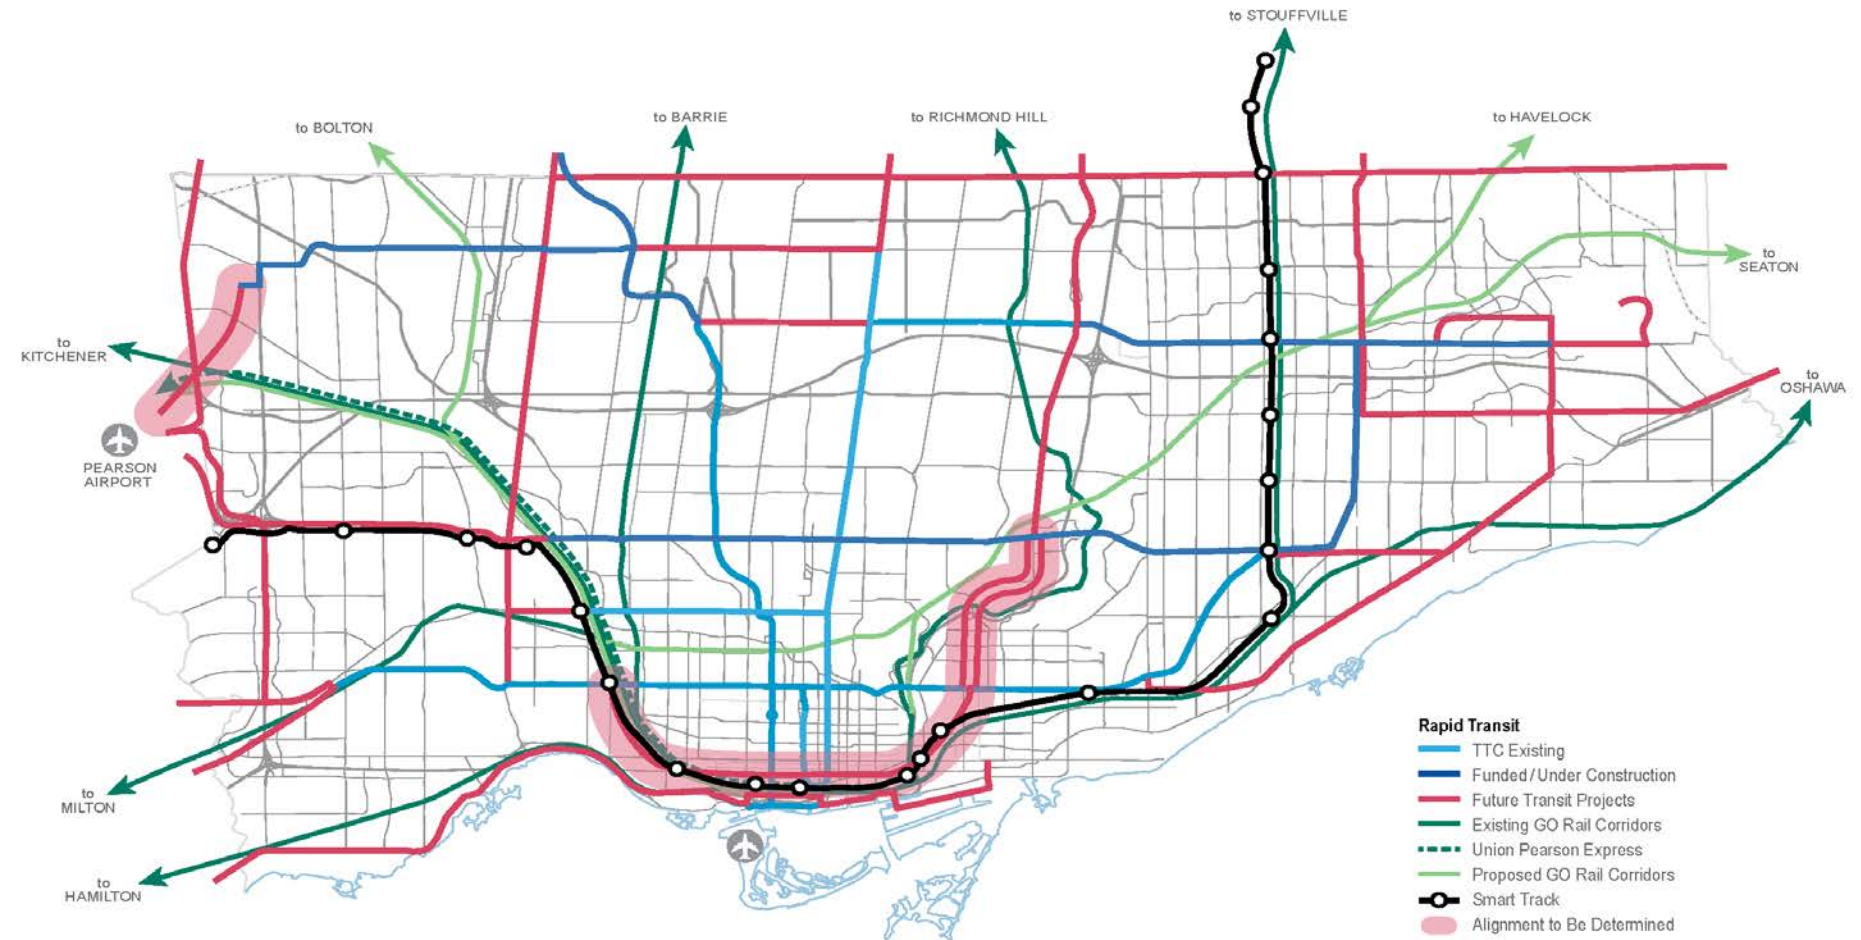 to STOUFFVILLE
to BOLTON
to BARRIE
to RICHMOND HILL
to HAVELOCK
to
SEATON
to
KITCHENER
to
OSHAWA
PEARSON
AIRPORT
to
MILTON
to
HAMILTON
Rapid Transit
TTC Existing
Funded / Under Construction
Future Transit Projects
Existing GO Rail Corridors
Union Pearson Express
Proposed GO Rail Corridors
Smart Track
Alignment to Be Determined